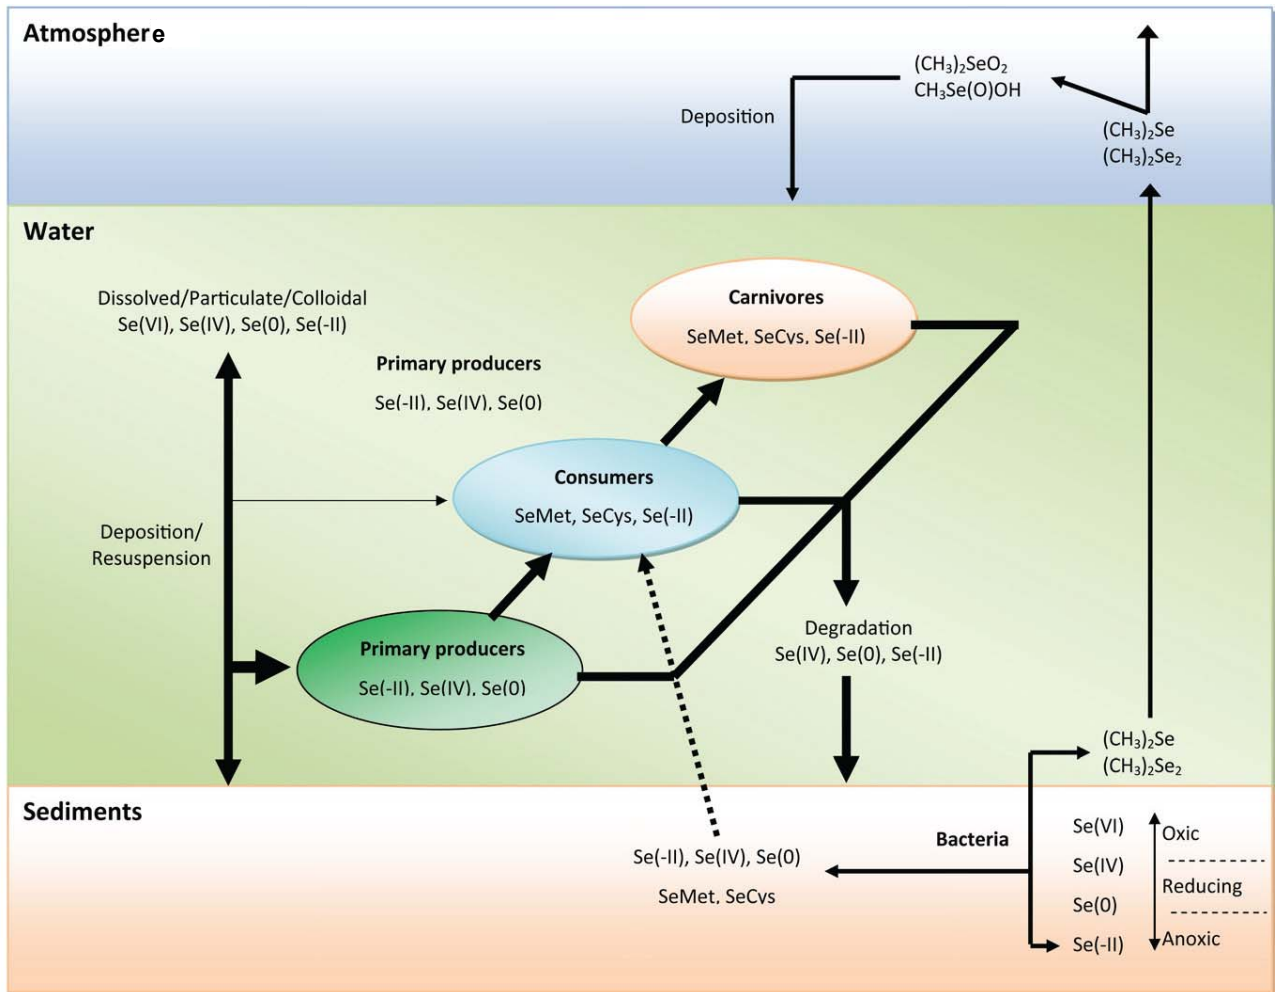 Atmosphere
(CH₃)₂SeO₂
CH₃Se(O)OH
Deposition
(CH₃)₂Se
(CH₃)₂Se₂
Water
Dissolved/Particulate/Colloidal
Se(VI), Se(IV), Se(0), Se(-II)
Carnivores
SeMet, SeCys, Se(-II)
Primary producers
Se(-II), Se(IV), Se(0)
Consumers
SeMet, SeCys, Se(-II)
Deposition/
Resuspension
Primary producers
Se(-II), Se(IV), Se(0)
Degradation
Se(IV), Se(0), Se(-II)
(CH₃)₂Se
(CH₃)₂Se₂
Sediments
Se(-II), Se(IV), Se(0)
SeMet, SeCys
Bacteria
Se(VI)
Se(IV)
Se(0)
Se(-II)
Oxic
Reducing
Anoxic